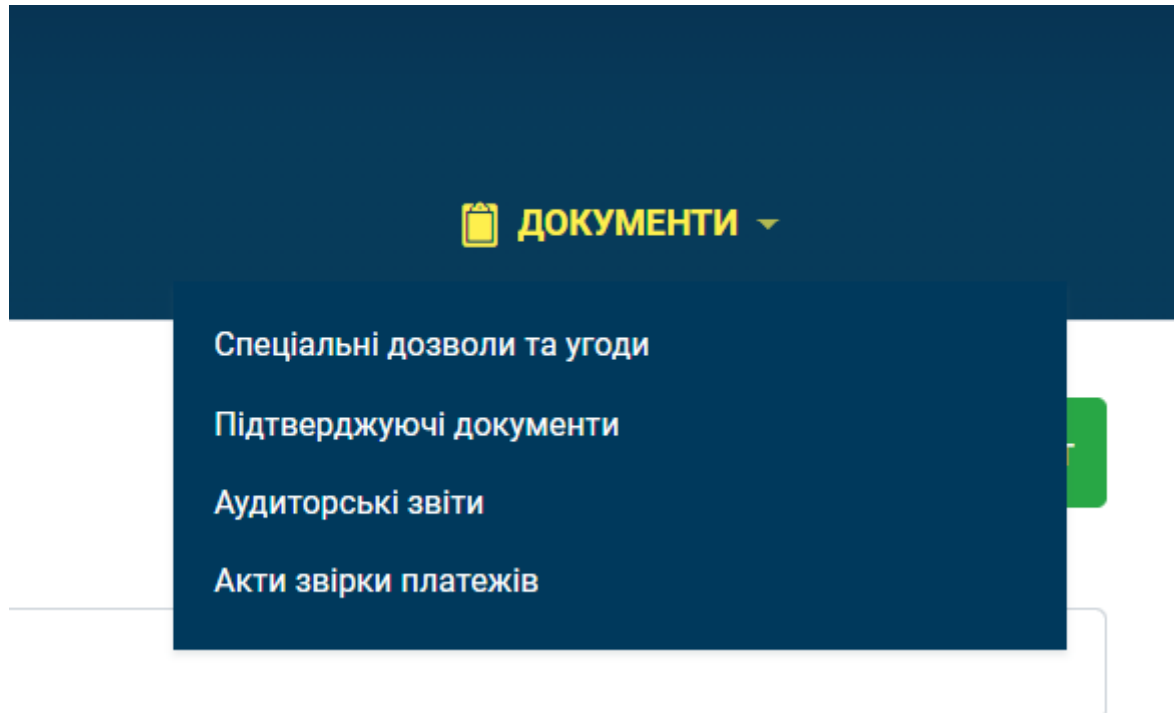 ДОКУМЕНТИ
Спеціальні дозволи та угоди
Підтверджуючі документи
Аудиторські звіти
Акти звірки платежів